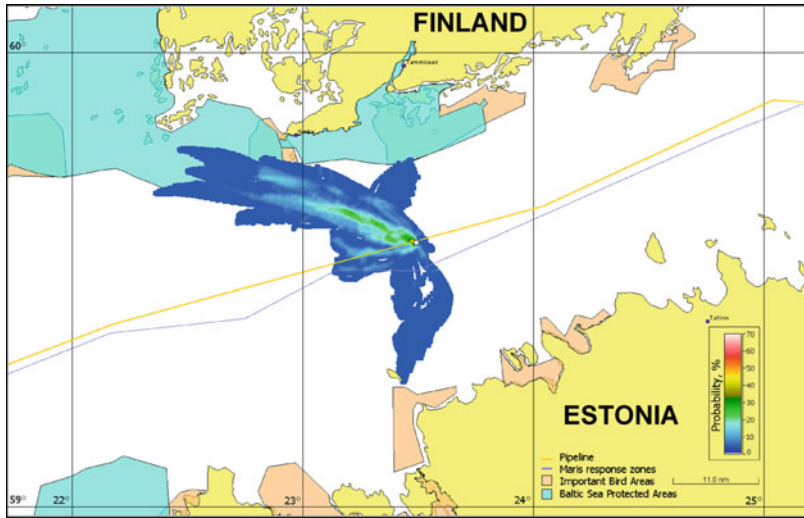 FINLAND
60°
Tammisaari
Tallinn
Probability, %
70
60
50
40
30
20
10
0
ESTONIA
Pipeline
Maris response zones
Important Bird Areas
Baltic Sea Protected Areas
11.0 nm
59° 22° 23° 24° 25°